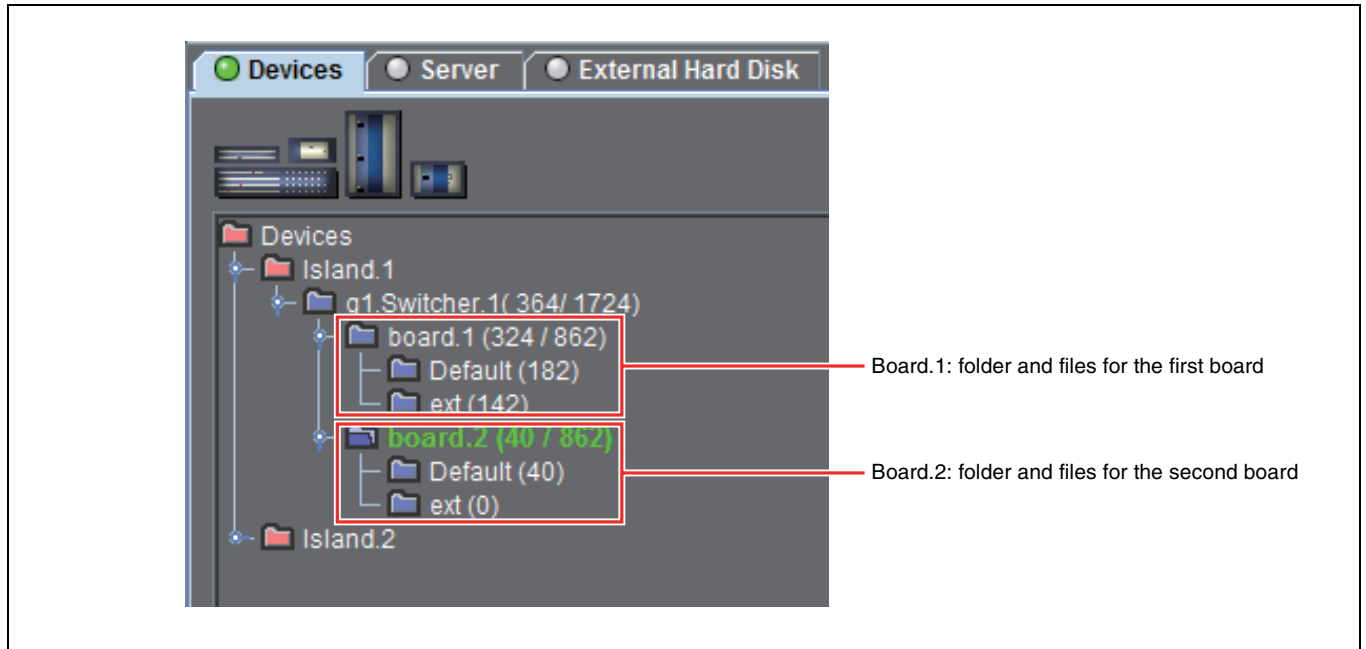 Devices Server External Hard Disk
Devices
Island.1
g1.Switcher.1( 364/ 1724)
board.1 (324 / 862)
Default (182)
ext (142)
board.2 (40 / 862)
Default (40)
ext (0)
Island.2
Board.1: folder and files for the first board
Board.2: folder and files for the second board